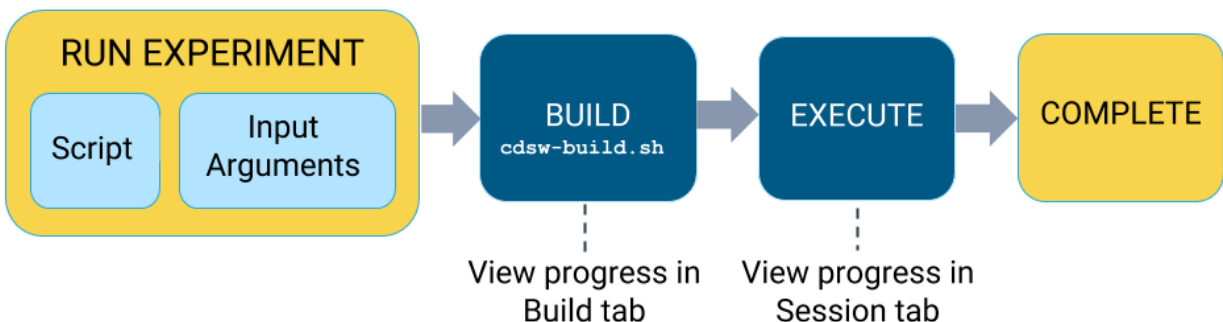 RUN EXPERIMENT
Script
Input
Arguments
BUILD
cdsw-build.sh
EXECUTE
COMPLETE
View progress in
Build tab
View progress in
Session tab